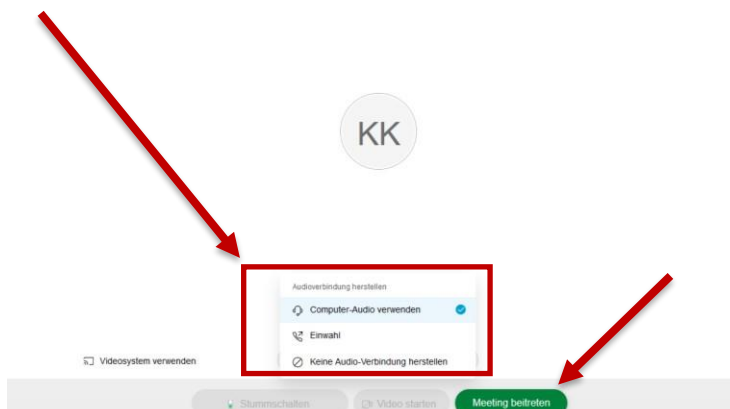 KK
Audioverbindung herstellen
Computer-Audio verwenden
Einwahl
Videosystem verwenden
Keine Audio-Verbindung herstellen
Stummschalten
Video starten
Meeting beitreten